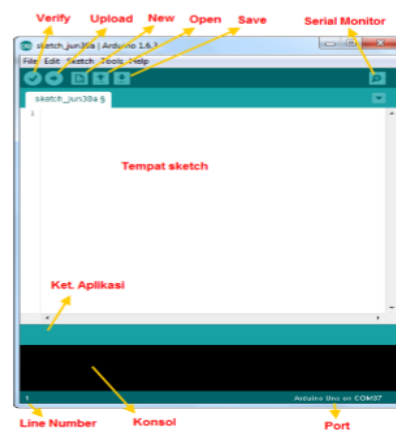 Verify Upload New Open Save Serial Monitor
sketch_jun30a | Arduino 1.6.3
File Edit Sketch Tools Help
sketch_jun30a §
1
Tempat sketch
Ket. Aplikasi
1 Arduino Uno on COM37
Line Number Konsol Port